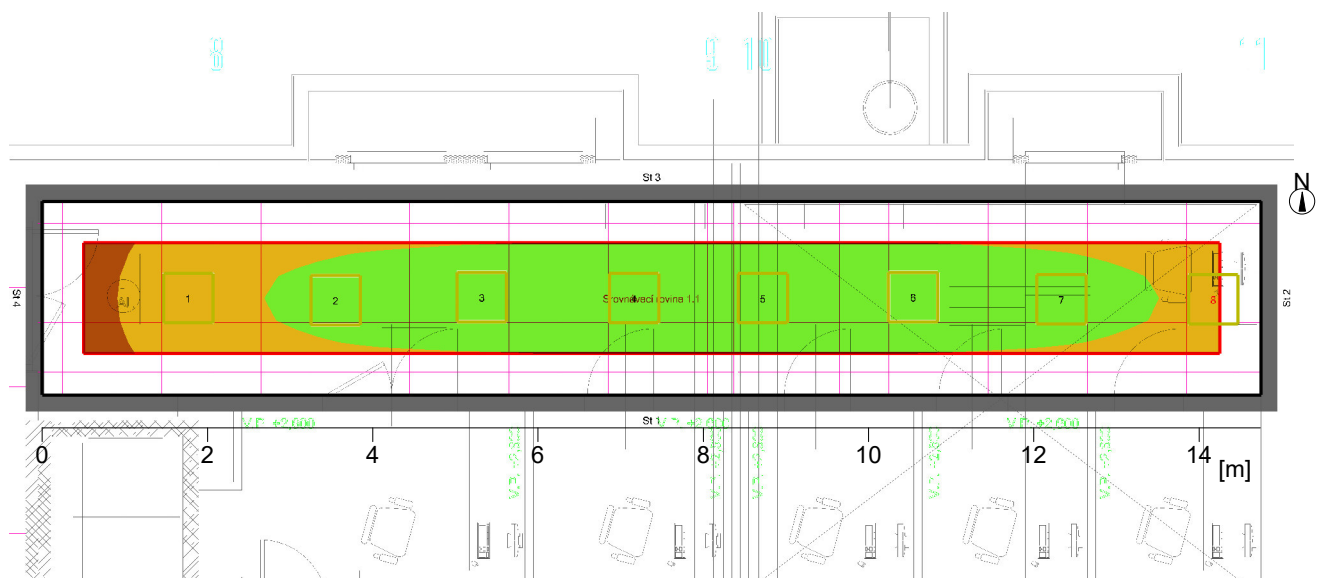 8 9 10 11
St 3
N
1 2 3 4 5 6 7 8
Srovnávací rovina 1.1
St 4
St 2
St 1
V.P. +2,600 V.P. +2,600 V.P. +2,600
0 2 4 6 8 10 12 14
[m]